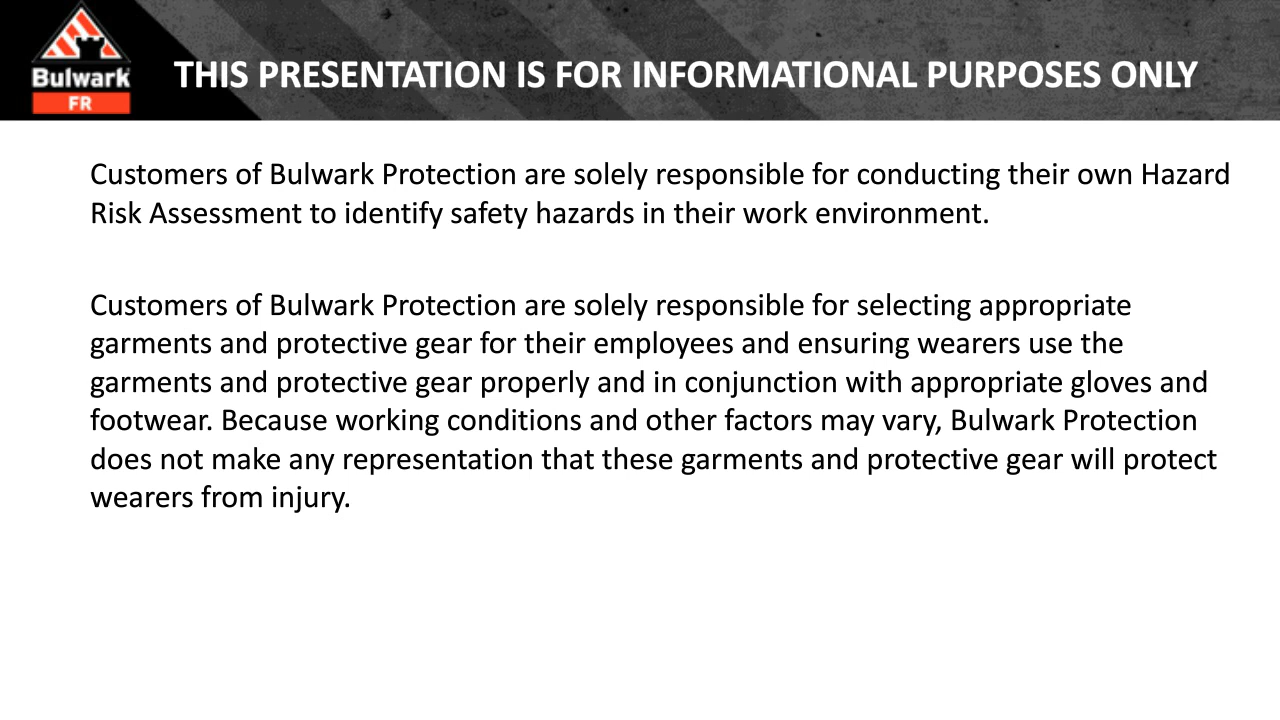 Bulwark
FR
THIS PRESENTATION IS FOR INFORMATIONAL PURPOSES ONLY
Customers of Bulwark Protection are solely responsible for conducting their own Hazard
Risk Assessment to identify safety hazards in their work environment.
Customers of Bulwark Protection are solely responsible for selecting appropriate
garments and protective gear for their employees and ensuring wearers use the
garments and protective gear properly and in conjunction with appropriate gloves and
footwear. Because working conditions and other factors may vary, Bulwark Protection
does not make any representation that these garments and protective gear will protect
wearers from injury.